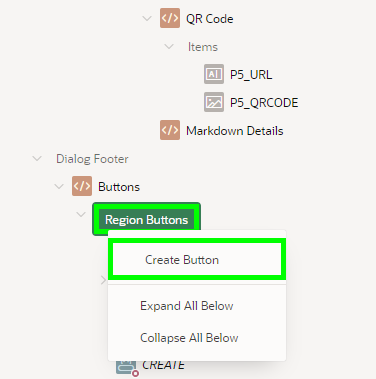 QR Code
Items
P5_URL
P5_QRCODE
Markdown Details
Dialog Footer
Buttons
Region Buttons
Create Button
Expand All Below
Collapse All Below
CREATE